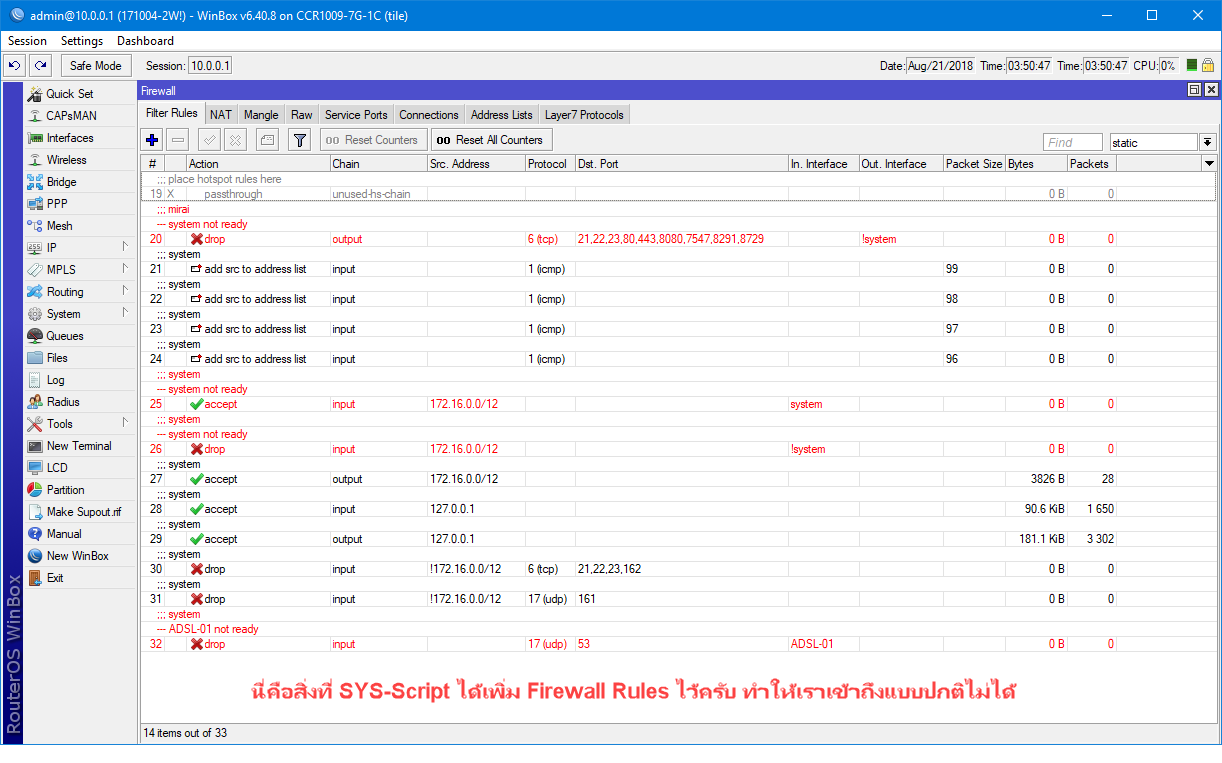 admin@10.0.0.1 (171004-2W!) - WinBox v6.40.8 on CCR1009-7G-1C (tile)
Session Settings Dashboard
Safe Mode Session: 10.0.0.1 Date: Aug/21/2018 Time: 03:50:47 Time: 03:50:47 CPU: 0%
Quick Set
CAPsMAN
Interfaces
Wireless
Bridge
PPP
Mesh
IP
MPLS
Routing
System
Queues
Files
Log
Radius
Tools
New Terminal
LCD
Partition
Make Supout.rif
Manual
New WinBox
Exit
RouterOS WinBox
Firewall
Filter Rules NAT Mangle Raw Service Ports Connections Address Lists Layer7 Protocols
00 Reset Counters 00 Reset All Counters Find static
# Action Chain Src. Address Protocol Dst. Port In. Interface Out. Interface Packet Size Bytes Packets
;;; place hotspot rules here
19 X passthrough unused-hs-chain 0 B 0
;;; mirai
--- system not ready
20 drop output 6 (tcp) 21,22,23,80,443,8080,7547,8291,8729 !system 0 B 0
;;; system
21 add src to address list input 1 (icmp) 99 0 B 0
;;; system
22 add src to address list input 1 (icmp) 98 0 B 0
;;; system
23 add src to address list input 1 (icmp) 97 0 B 0
;;; system
24 add src to address list input 1 (icmp) 96 0 B 0
;;; system
--- system not ready
25 accept input 172.16.0.0/12 system 0 B 0
;;; system
--- system not ready
26 drop input 172.16.0.0/12 !system 0 B 0
;;; system
27 accept output 172.16.0.0/12 3826 B 28
;;; system
28 accept input 127.0.0.1 90.6 KiB 1 650
;;; system
29 accept output 127.0.0.1 181.1 KiB 3 302
;;; system
30 drop input !172.16.0.0/12 6 (tcp) 21,22,23,162 0 B 0
;;; system
31 drop input !172.16.0.0/12 17 (udp) 161 0 B 0
;;; system
--- ADSL-01 not ready
32 drop input 17 (udp) 53 ADSL-01 0 B 0
นี่คือสิ่งที่ SYS-Script ได้เพิ่ม Firewall Rules ไว้ครับ ทำให้เราเข้าถึงแบบปกติไม่ได้
14 items out of 33